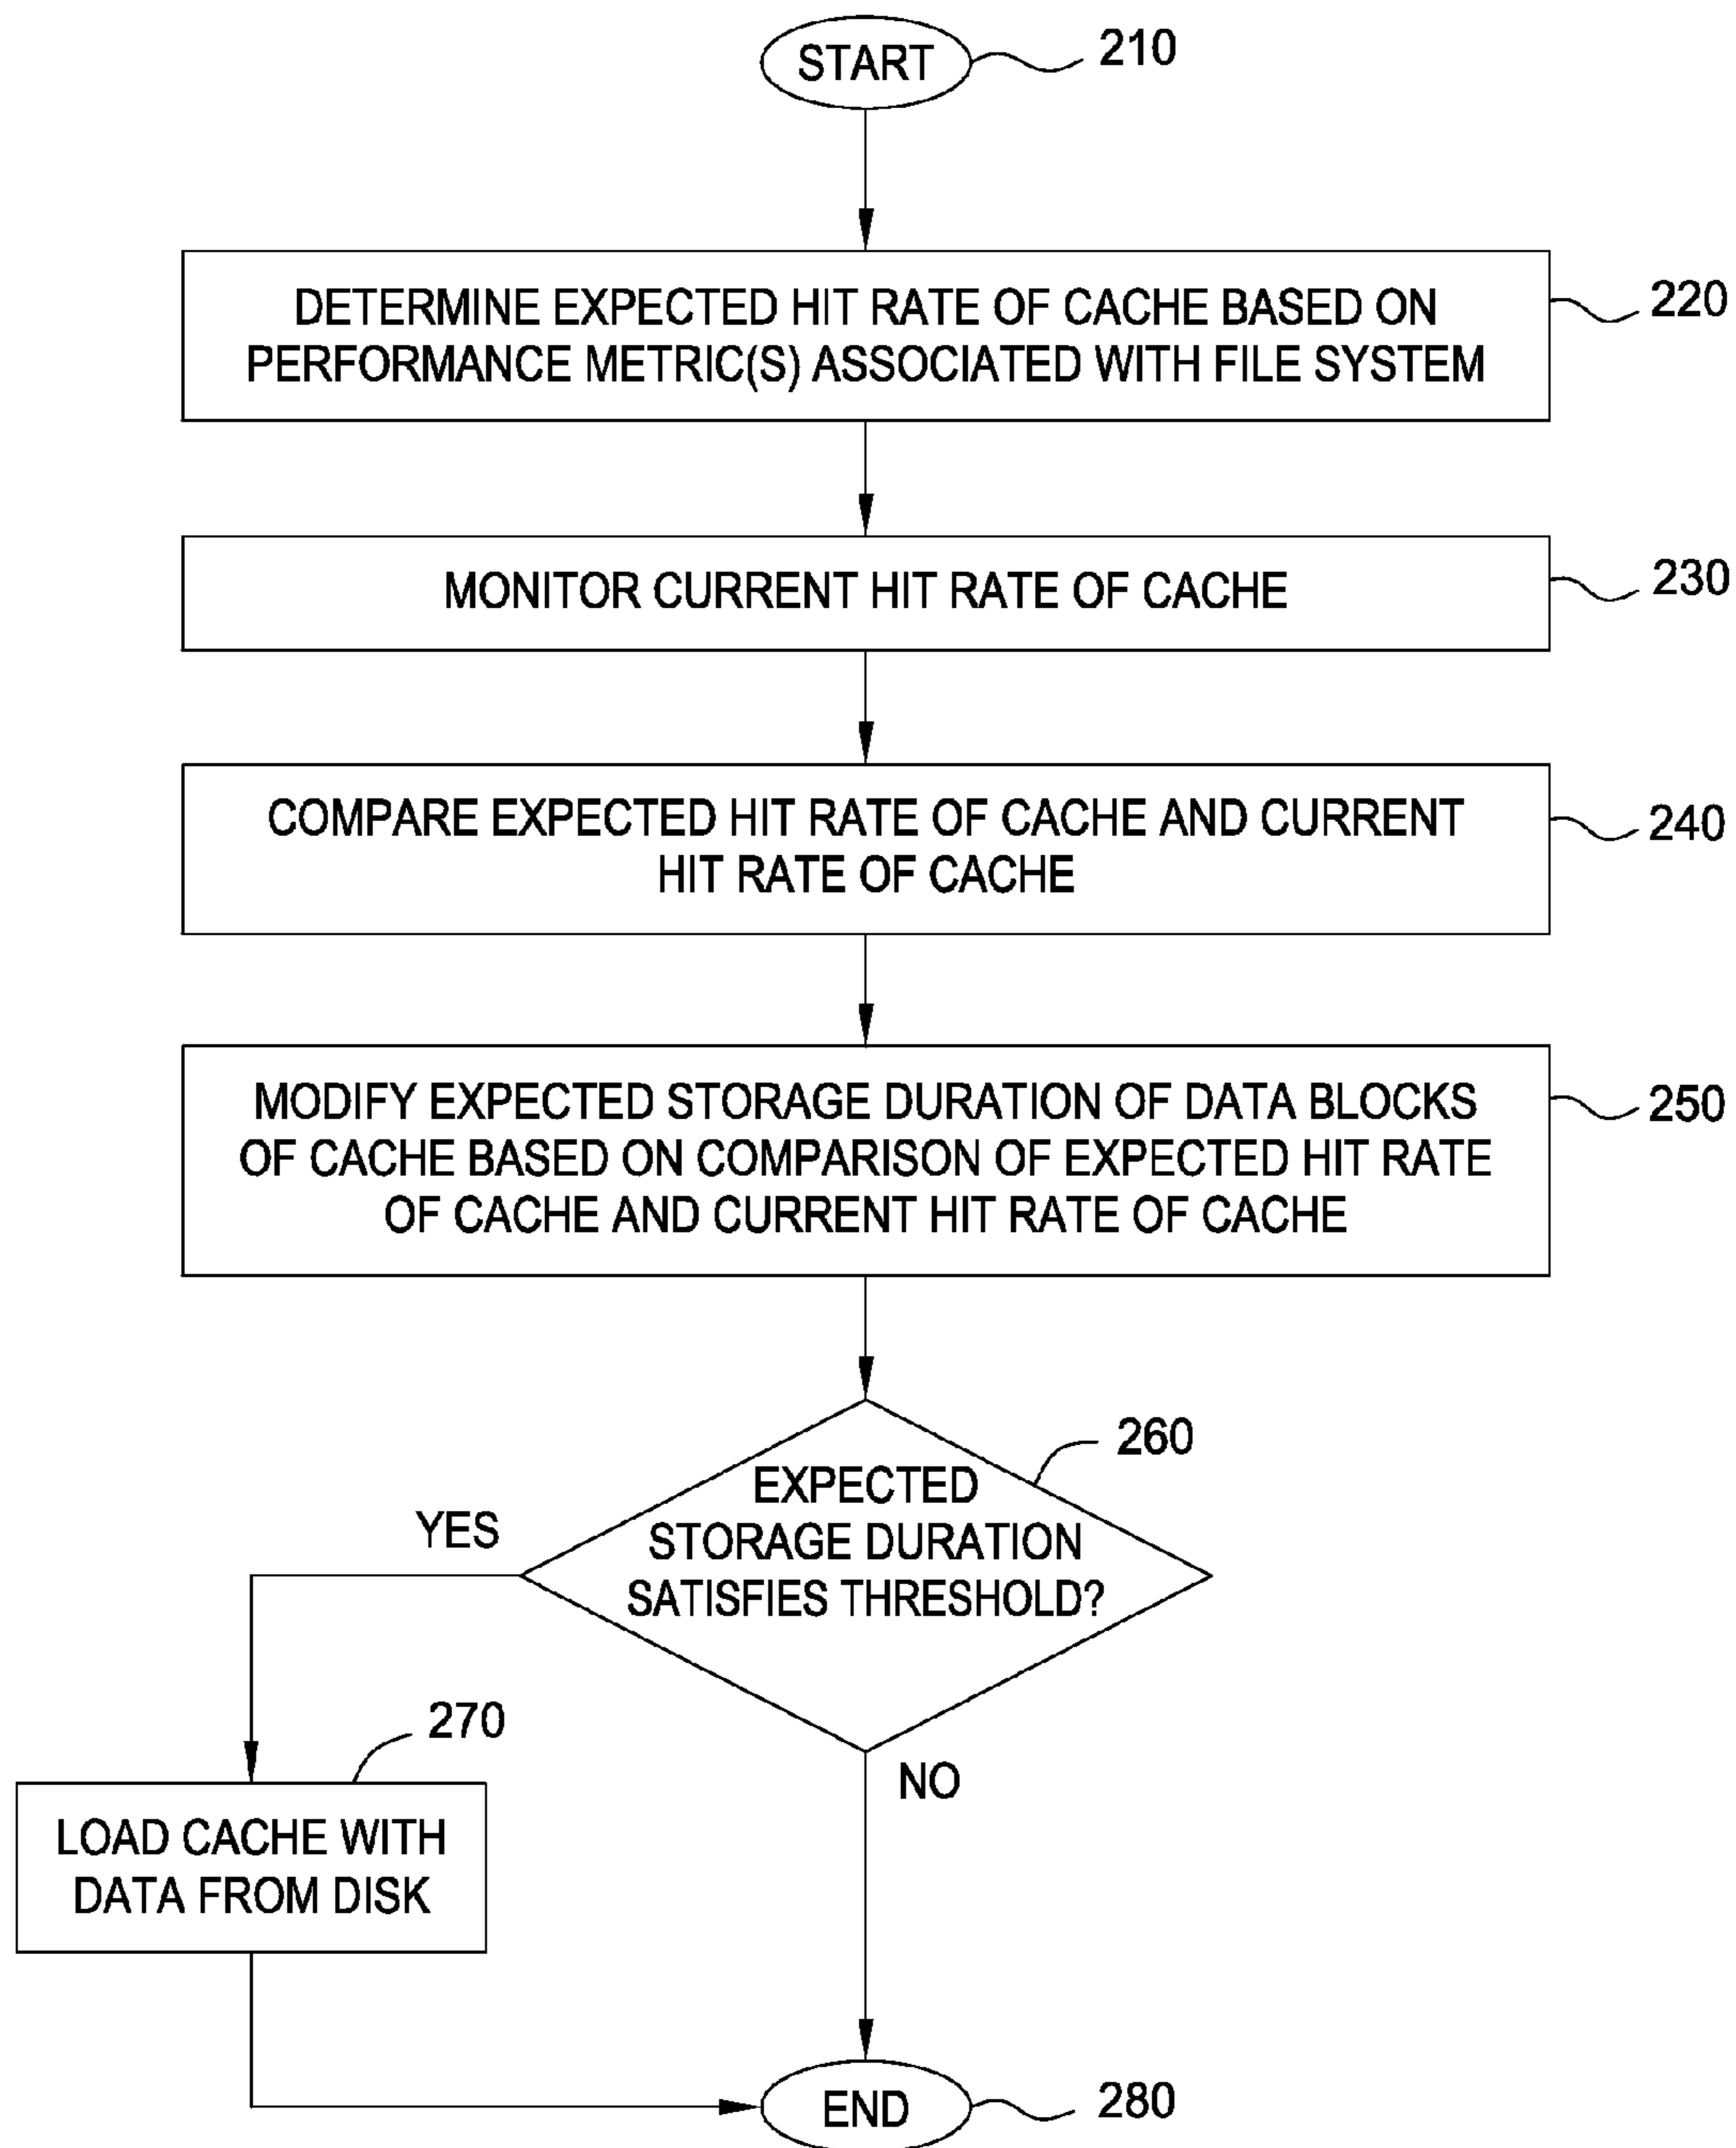 START
210
DETERMINE EXPECTED HIT RATE OF CACHE BASED ON
PERFORMANCE METRIC(S) ASSOCIATED WITH FILE SYSTEM
220
MONITOR CURRENT HIT RATE OF CACHE
230
COMPARE EXPECTED HIT RATE OF CACHE AND CURRENT
HIT RATE OF CACHE
240
MODIFY EXPECTED STORAGE DURATION OF DATA BLOCKS
OF CACHE BASED ON COMPARISON OF EXPECTED HIT RATE
OF CACHE AND CURRENT HIT RATE OF CACHE
250
EXPECTED
STORAGE DURATION
SATISFIES THRESHOLD?
260
YES
270
LOAD CACHE WITH
DATA FROM DISK
NO
END
280